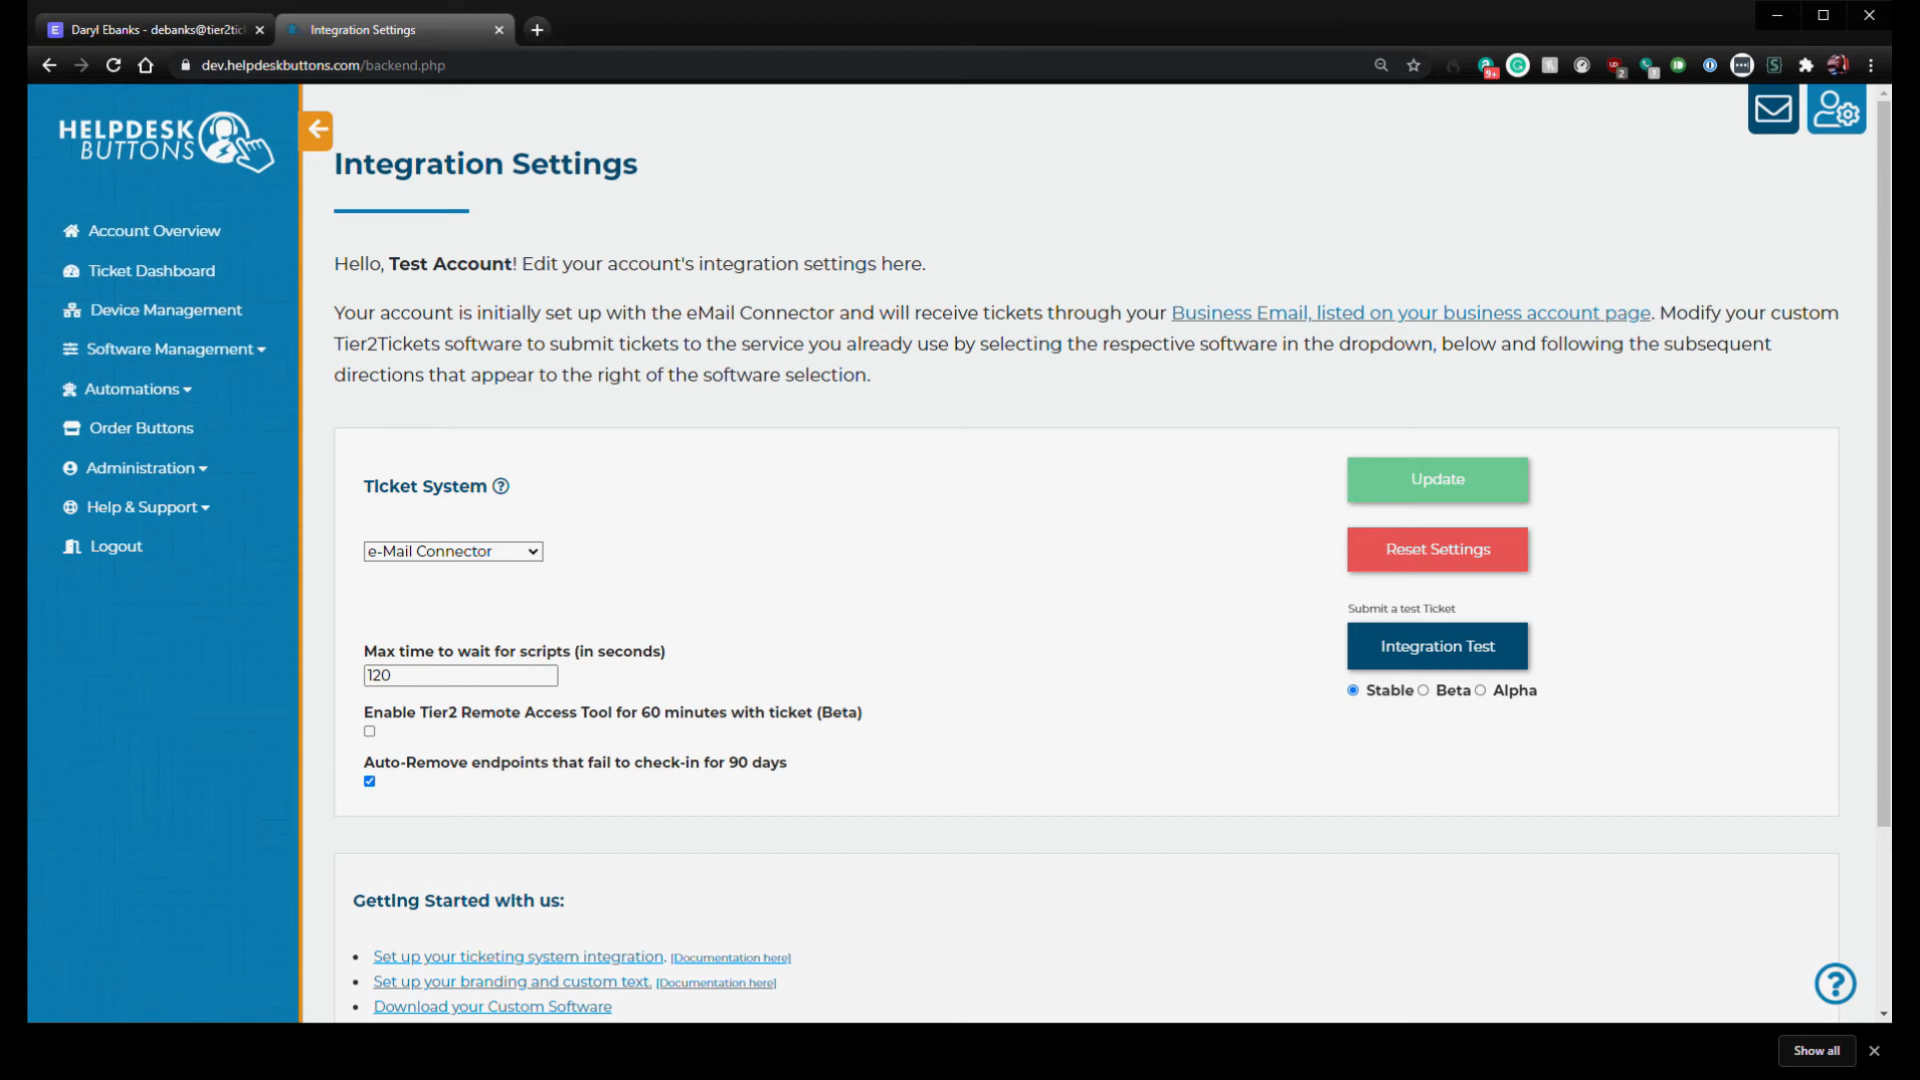 Daryl Ebanks - debanks@tier2tic
Integration Settings
dev.helpdeskbuttons.com/backend.php
9+
2
HELPDESK
BUTTONS
Integration Settings
Account Overview
Ticket Dashboard
Device Management
Software Management
Automations
Order Buttons
Administration
Help & Support
Logout
Hello, Test Account! Edit your account's integration settings here.
Your account is initially set up with the eMail Connector and will receive tickets through your Business Email, listed on your business account page. Modify your custom
Tier2Tickets software to submit tickets to the service you already use by selecting the respective software in the dropdown, below and following the subsequent
directions that appear to the right of the software selection.
Ticket System ?
e-Mail Connector
Max time to wait for scripts (in seconds)
120
Enable Tier2 Remote Access Tool for 60 minutes with ticket (Beta)
Auto-Remove endpoints that fail to check-in for 90 days
Update
Reset Settings
Submit a test Ticket
Integration Test
Stable Beta Alpha
Getting Started with us:
Set up your ticketing system integration. [Documentation here]
Set up your branding and custom text. [Documentation here]
Download your Custom Software
?
Show all